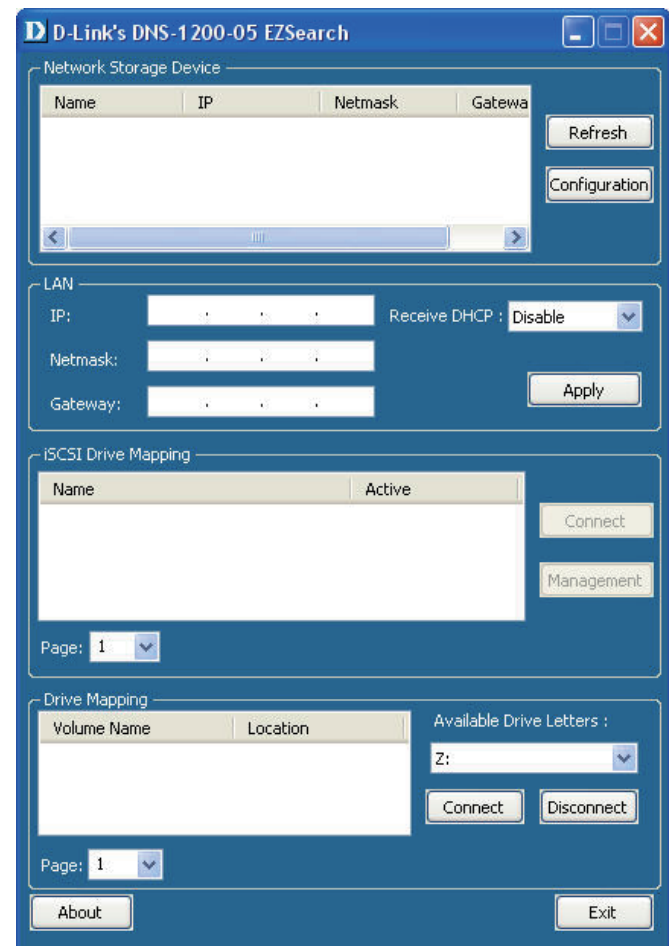 D-Link's DNS-1200-05 EZSearch
Network Storage Device
Name IP Netmask Gatewa
Refresh
Configuration
LAN
IP: . . . Receive DHCP : Disable
Netmask: . . .
Apply
Gateway: . . .
iSCSI Drive Mapping
Name Active
Connect
Management
Page: 1
Drive Mapping
Volume Name Location
Available Drive Letters :
Z:
Connect Disconnect
Page: 1
About Exit